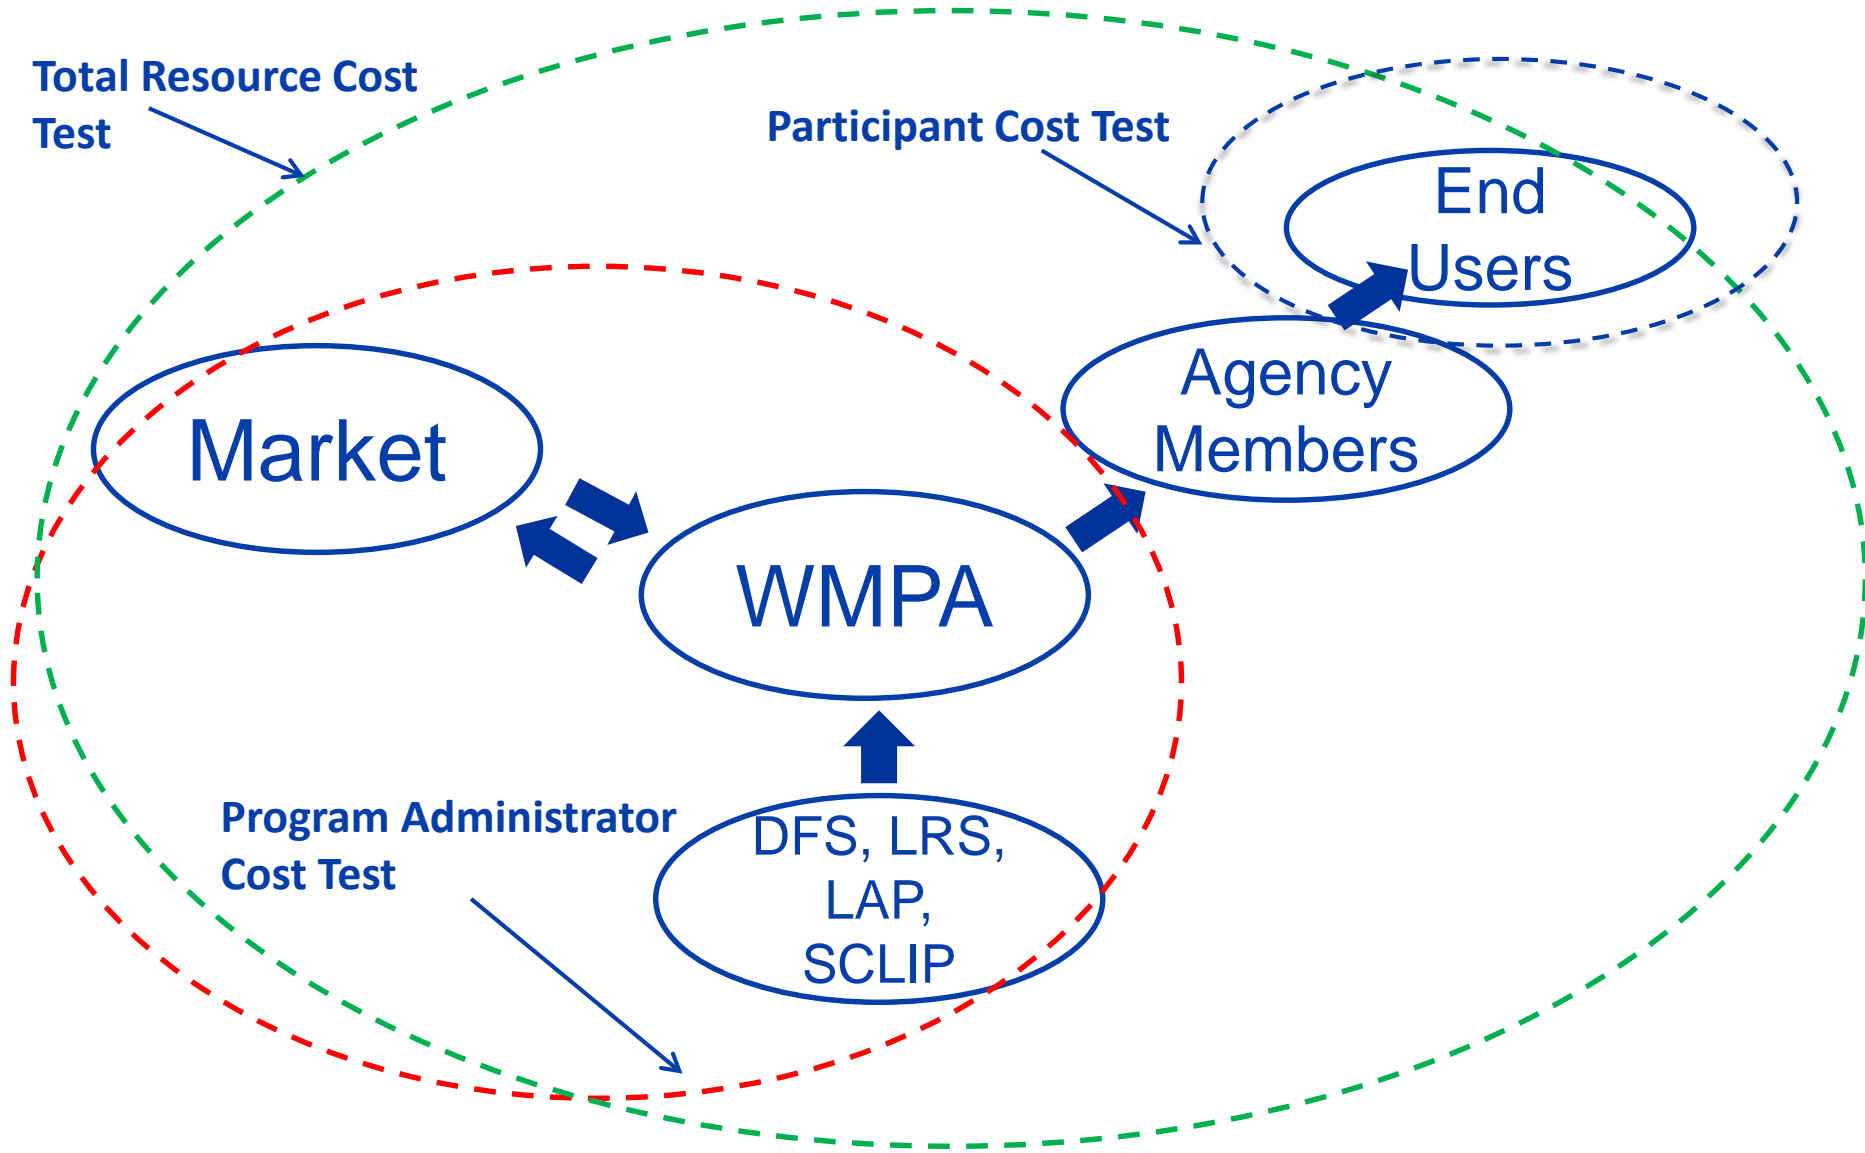 Total Resource Cost
Test
Participant Cost Test
End
Users
Agency
Members
Market
WMPA
Program Administrator
Cost Test
DFS, LRS,
LAP,
SCLIP